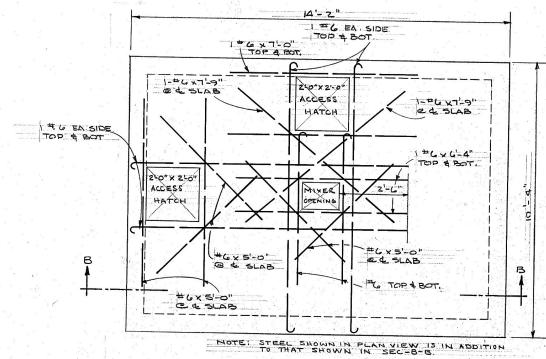 14'-2"
1 #6 EA. SIDE
TOP & BOT.
1 #6 x 7'-0"
TOP & BOT.
1-#6 x 7'-9"
@ ℄ SLAB
2'-0" x 2'-0"
ACCESS
HATCH
1-#6 x 7'-9"
@ ℄ SLAB
1 #6 EA. SIDE
TOP & BOT
1 #6 x 6'-4"
TOP & BOT.
2'-0" x 2'-0"
ACCESS
HATCH
MIXER
OPENING
2'-6"
10'-4"
#6 x 5'-0"
@ ℄ SLAB
#6 x 5'-0"
@ ℄ SLAB
B
B
#6 x 5'-0"
@ ℄ SLAB
#6 TOP & BOT.
NOTE: STEEL SHOWN IN PLAN VIEW IS IN ADDITION
TO THAT SHOWN IN SEC-B-B.